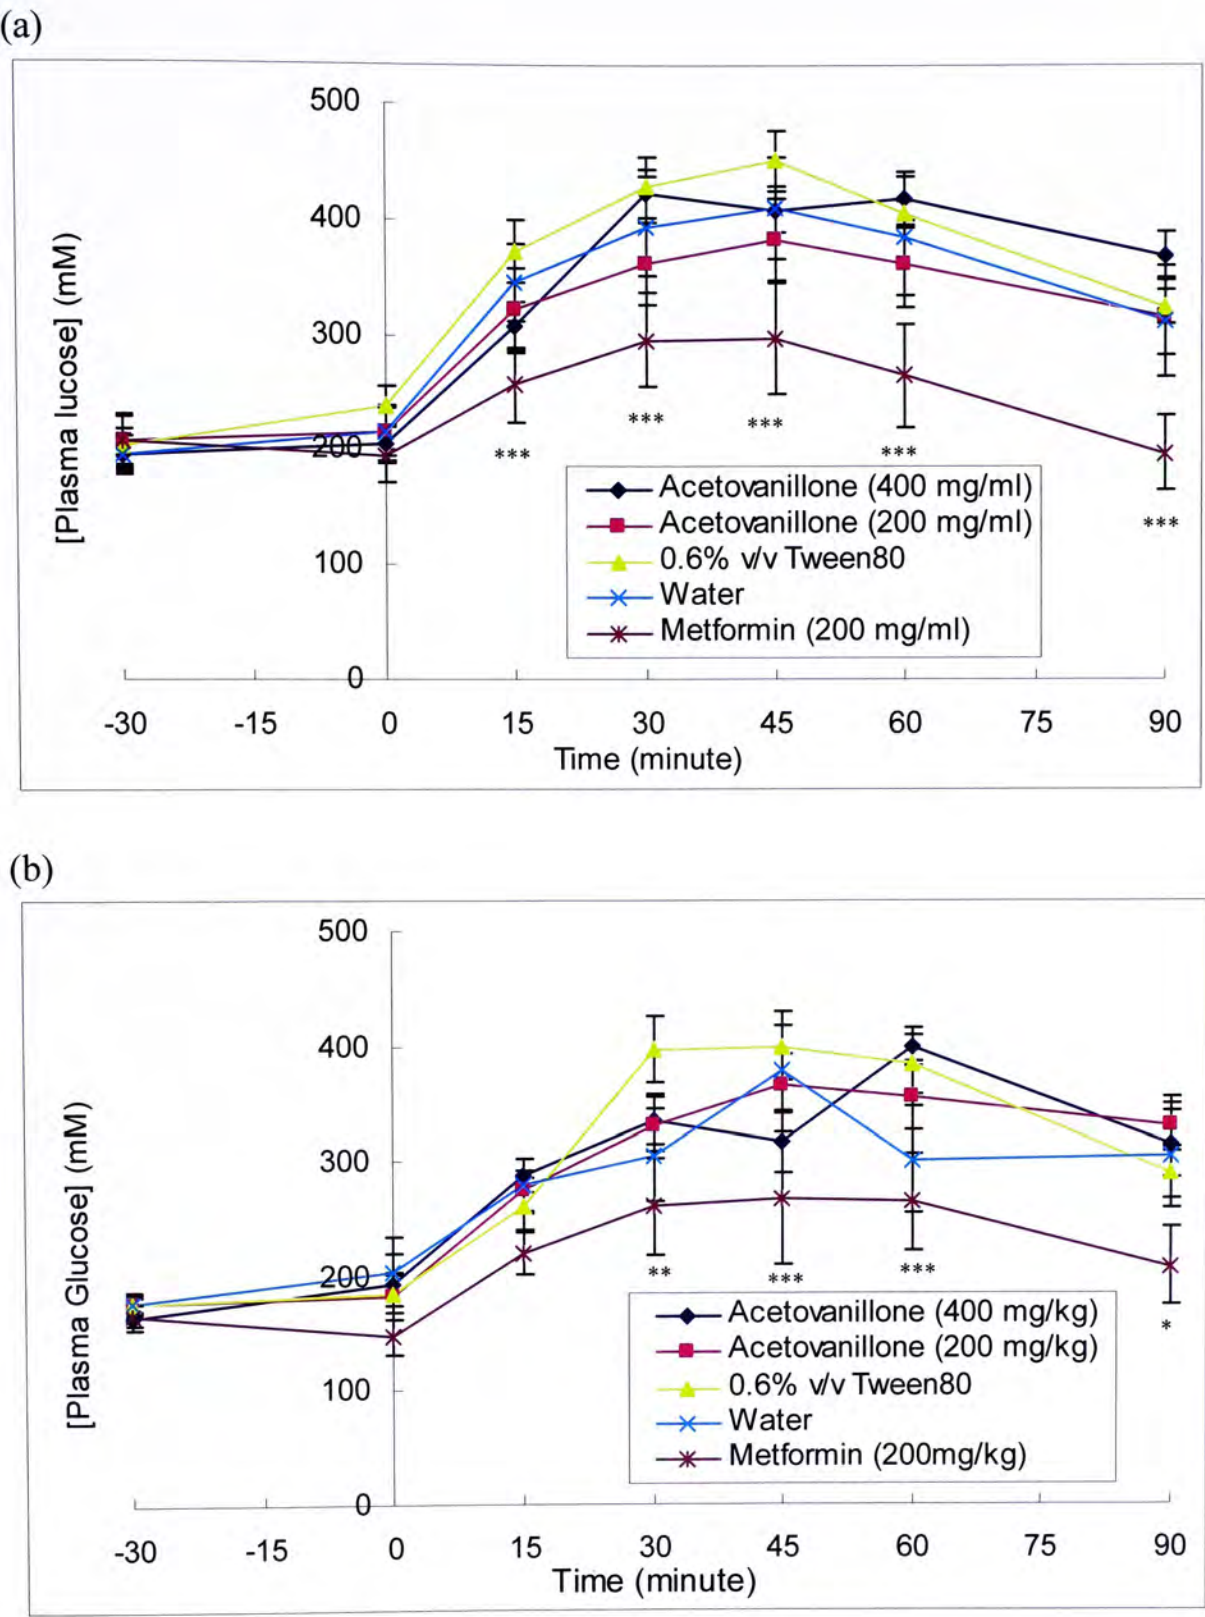 (a)
[Plasma lucose] (mM)
500
400
300
200
100
0
***
***
***
***
***
Acetovanillone (400 mg/ml)
Acetovanillone (200 mg/ml)
0.6% v/v Tween80
Water
Metformin (200 mg/ml)
-30 -15 0 15 30 45 60 75 90
Time (minute)
(b)
[Plasma Glucose] (mM)
500
400
300
200
100
0
**
***
***
*
Acetovanillone (400 mg/kg)
Acetovanillone (200 mg/kg)
0.6% v/v Tween80
Water
Metformin (200mg/kg)
-30 -15 0 15 30 45 60 75 90
Time (minute)